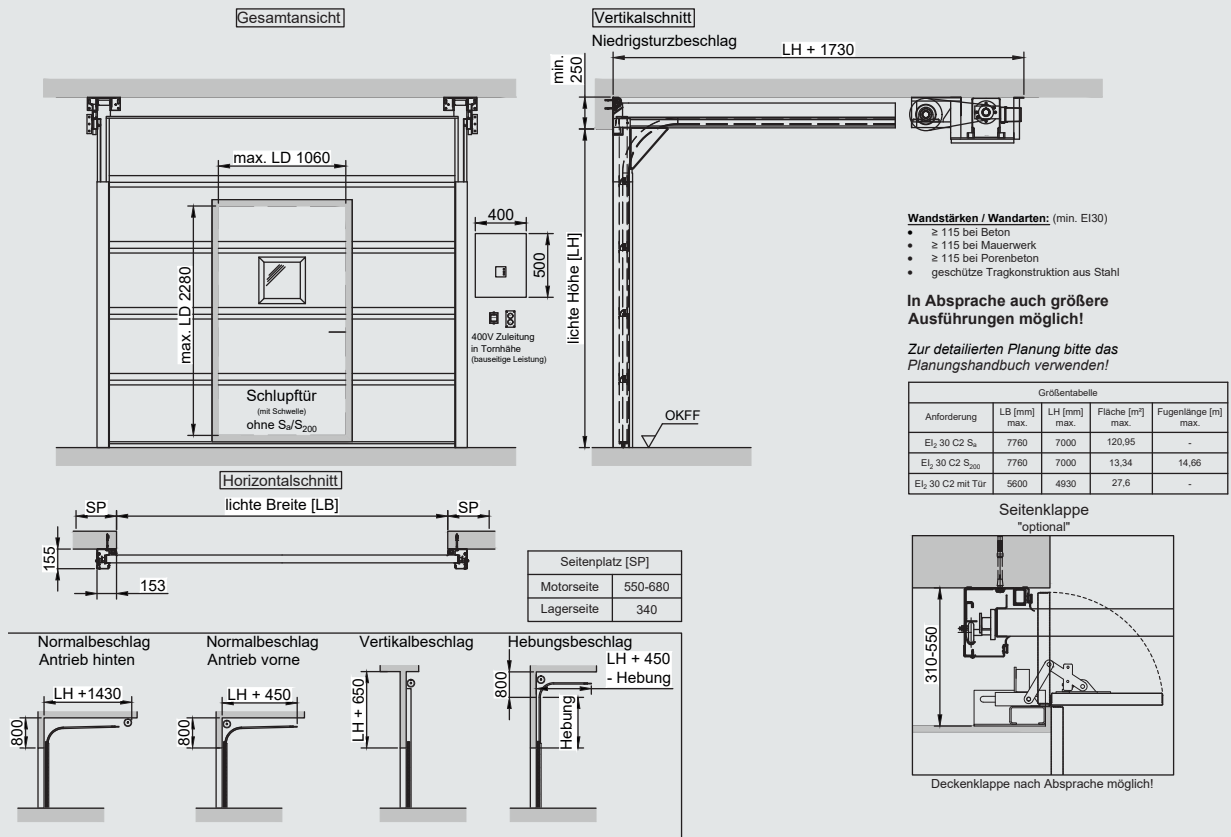 Gesamtansicht
max. LD 1060
max. LD 2280
Schlupftür
(mit Schwelle)
ohne Sa/S200
400
500
400V Zuleitung
in Tornhähe
(bauseitige Leistung)
Vertikalschnitt
Niedrigsturzbeschlag
LH + 1730
min.
250
lichte Höhe [LH]
OKFF
Wandstärken / Wandarten: (min. EI30)
• ≥ 115 bei Beton
• ≥ 115 bei Mauerwerk
• ≥ 115 bei Porenbeton
• geschütze Tragkonstruktion aus Stahl
In Absprache auch größere
Ausführungen möglich!
Zur detailierten Planung bitte das
Planungshandbuch verwenden!
Größentabelle
Anforderung LB [mm] max. LH [mm] max. Fläche [m²] max. Fugenlänge [m] max.
EI2 30 C2 Sa 7760 7000 120,95 -
EI2 30 C2 S200 7760 7000 13,34 14,66
EI2 30 C2 mit Tür 5600 4930 27,6 -
Horizontalschnitt
SP lichte Breite [LB] SP
155
153
Seitenplatz [SP]
Motorseite 550-680
Lagerseite 340
Seitenklappe
"optional"
310-550
Deckenklappe nach Absprache möglich!
Normalbeschlag
Antrieb hinten
LH +1430
800
Normalbeschlag
Antrieb vorne
LH + 450
800
Vertikalbeschlag
LH + 650
Hebungsbeschlag
LH + 450
- Hebung
800
Hebung